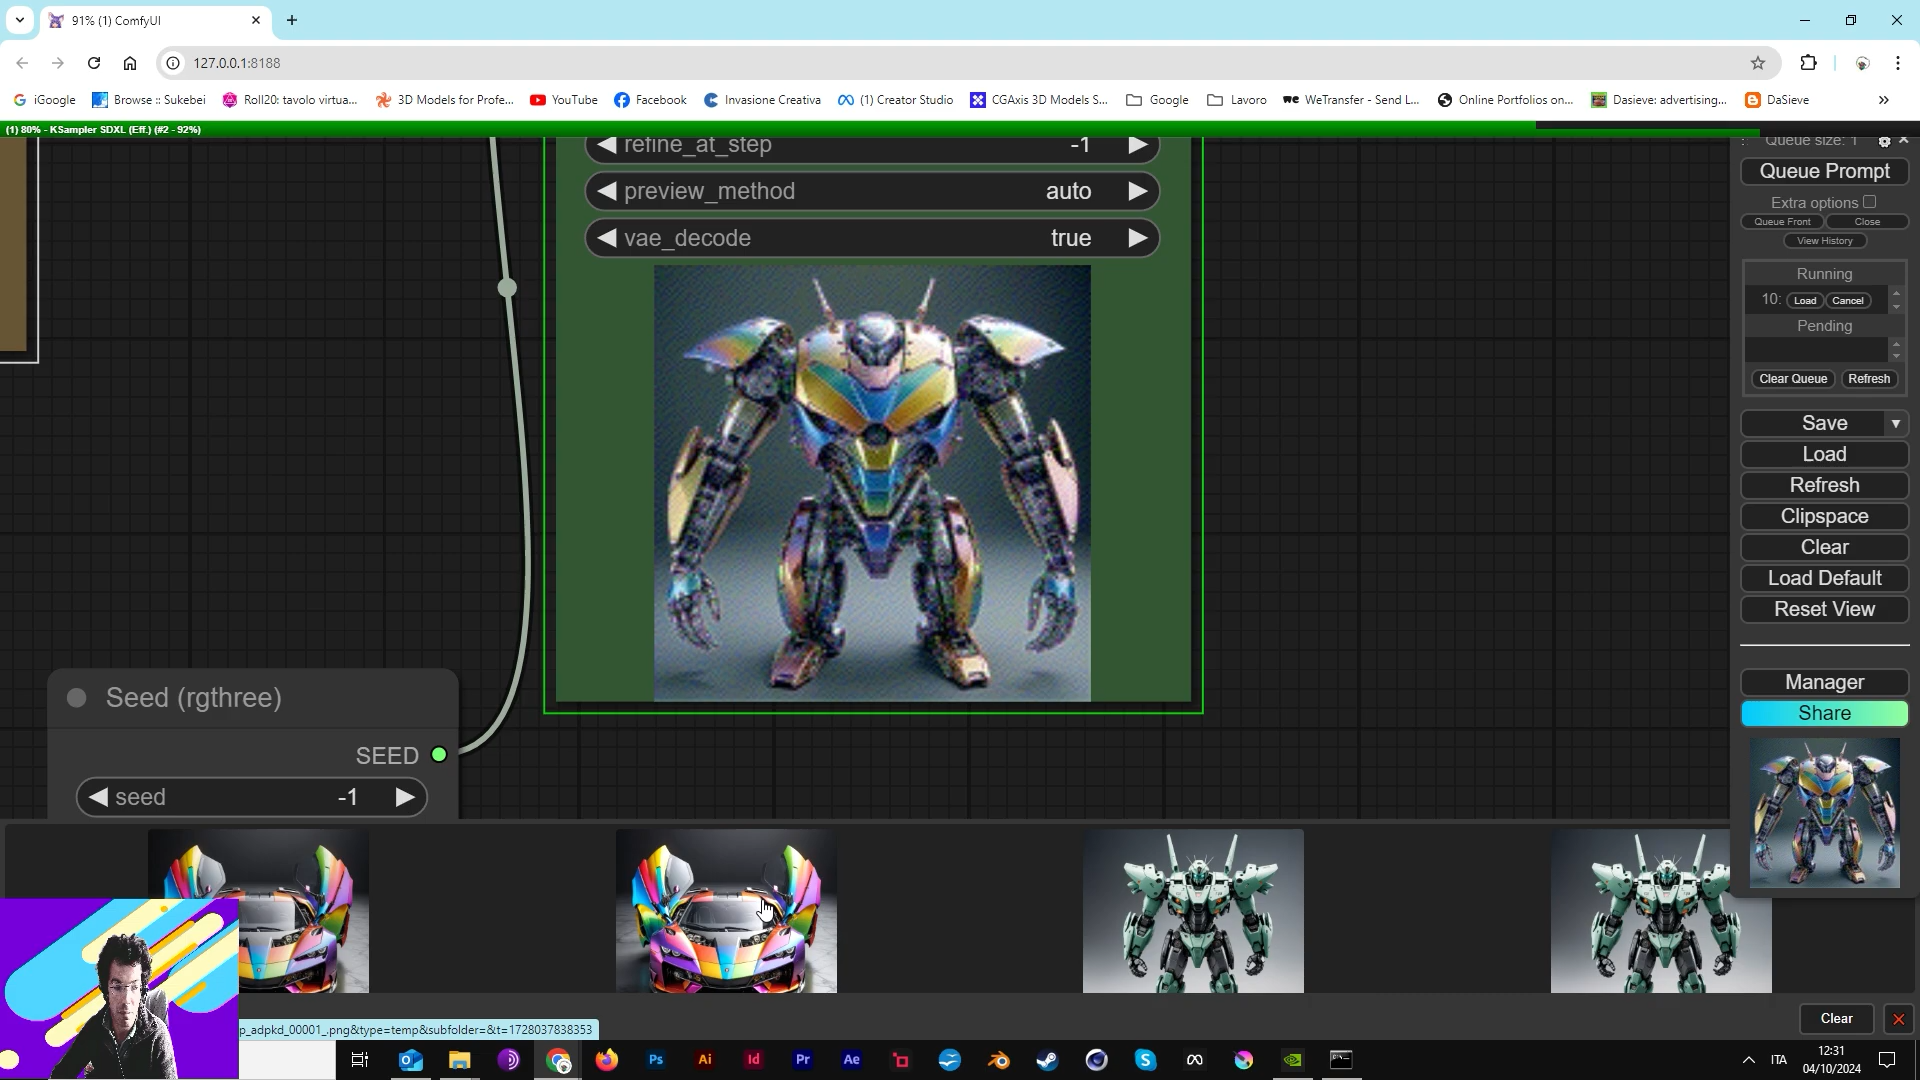 91% (1) ComfyUI
127.0.0.1:8188
iGoogle
Browse :: Sukebei
Roll20: tavolo virtua...
3D Models for Profe...
YouTube
Facebook
Invasione Creativa
(1) Creator Studio
CGAxis 3D Models S...
Google
Lavoro
WeTransfer - Send L...
Online Portfolios on...
Dasieve: advertising...
DaSieve
(1) 80% - KSampler SDXL (Eff.) (#2 - 92%)
refine_at_step -1
preview_method auto
vae_decode true
Seed (rgthree)
SEED
seed -1
Queue size: 1
Queue Prompt
Extra options
Queue Front Close
View History
Running
10: Load Cancel
Pending
Clear Queue Refresh
Save
Load
Refresh
Clipspace
Clear
Load Default
Reset View
Manager
Share
p_adpkd_00001_.png&type=temp&subfolder=&t=1728037838353
Clear
Ps
Ai
Id
Pr
Ae
ITA
12:31
04/10/2024